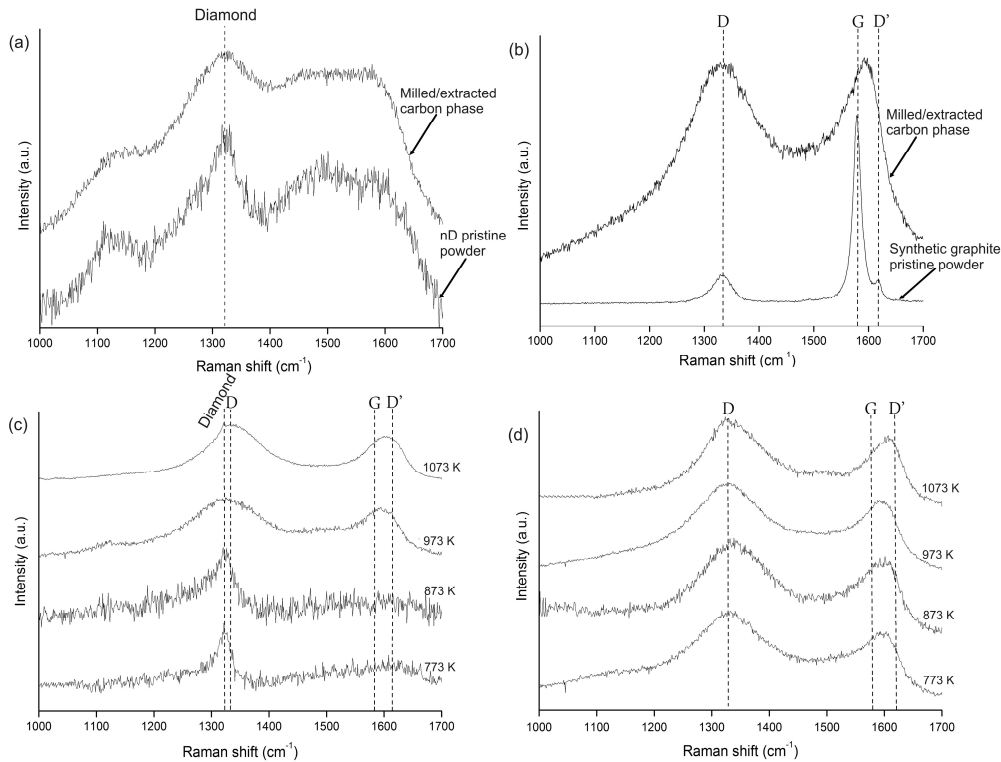 (a)
Diamond
Milled/extracted
carbon phase
nD pristine
powder
Intensity (a.u.)
1000 1100 1200 1300 1400 1500 1600 1700
Raman shift (cm-1)
(b)
D G D'
Milled/extracted
carbon phase
Synthetic graphite
pristine powder
Intensity (a.u.)
1000 1100 1200 1300 1400 1500 1600 1700
Raman shift (cm-1)
(c)
Diamond D G D'
1073 K
973 K
873 K
773 K
Intensity (a.u.)
1000 1100 1200 1300 1400 1500 1600 1700
Raman shift (cm-1)
(d)
D G D'
1073 K
973 K
873 K
773 K
Intensity (a.u.)
1000 1100 1200 1300 1400 1500 1600 1700
Raman shift (cm-1)